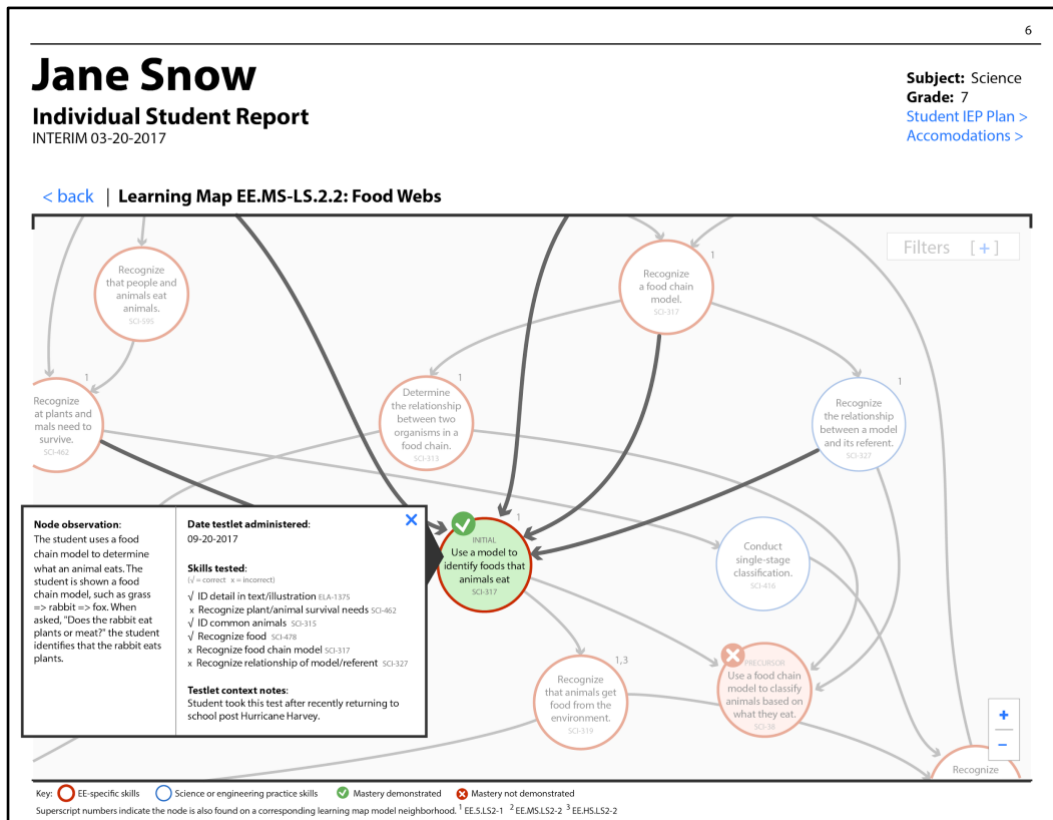 6
Jane Snow
Individual Student Report
INTERIM 03-20-2017
Subject: Science
Grade: 7
Student IEP Plan >
Accomodations >
< back | Learning Map EE.MS-LS.2.2: Food Webs
Filters [ + ]
Recognize
that people and
animals eat
animals.
SCI-595
1
Recognize
a food chain
model.
SCI-317
1
Recognize
at plants and
mals need to
survive.
SCI-462
1
Determine
the relationship
between two
organisms in a
food chain.
SCI-313
1
Recognize
the relationship
between a model
and its referent.
SCI-327
Node observation:
The student uses a food
chain model to determine
what an animal eats. The
student is shown a food
chain model, such as grass
=> rabbit => fox. When
asked, "Does the rabbit eat
plants or meat?" the student
identifies that the rabbit eats
plants.
Date testlet administered:
09-20-2017
Skills tested:
(√ = correct x = incorrect)
√ ID detail in text/illustration ELA-1375
x Recognize plant/animal survival needs SCI-462
√ ID common animals SCI-315
√ Recognize food SCI-478
x Recognize food chain model SCI-317
x Recognize relationship of model/referent SCI-327
Testlet context notes:
Student took this test after recently returning to
school post Hurricane Harvey.
1
INITIAL
Use a model to
identify foods that
animals eat
SCI-317
Conduct
single-stage
classification.
SCI-416
1,3
Recognize
that animals get
food from the
environment.
SCI-319
PRECURSOR
Use a food chain
model to classify
animals based on
what they eat.
SCI-38
+
−
Recognize
Key: EE-specific skills Science or engineering practice skills Mastery demonstrated Mastery not demonstrated
Superscript numbers indicate the node is also found on a corresponding learning map model neighborhood. 1 EE.5.LS2-1 2 EE.MS.LS2-2 3 EE.HS.LS2-2